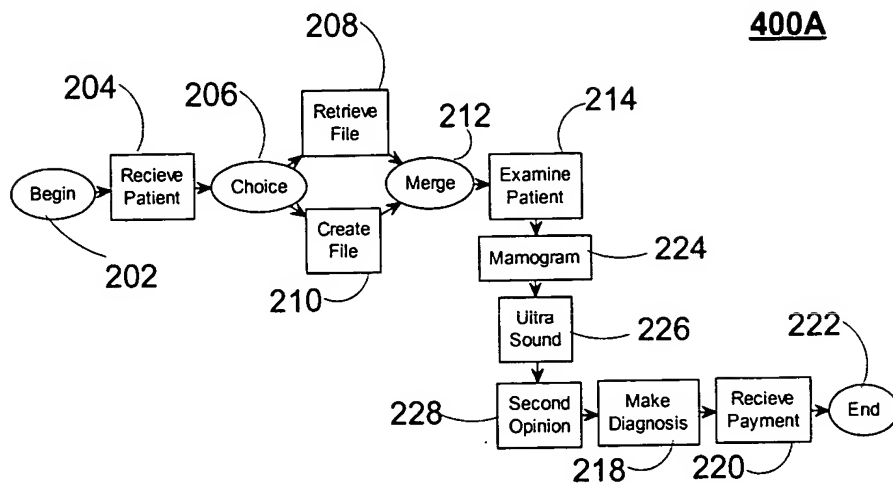 400A
208
204
206
Retrieve
File
212
214
Begin
Recieve
Patient
Choice
Merge
Examine
Patient
202
Create
File
210
Mamogram
224
Ultra
Sound
226
222
228
Second
Opinion
Make
Diagnosis
Recieve
Payment
End
218
220